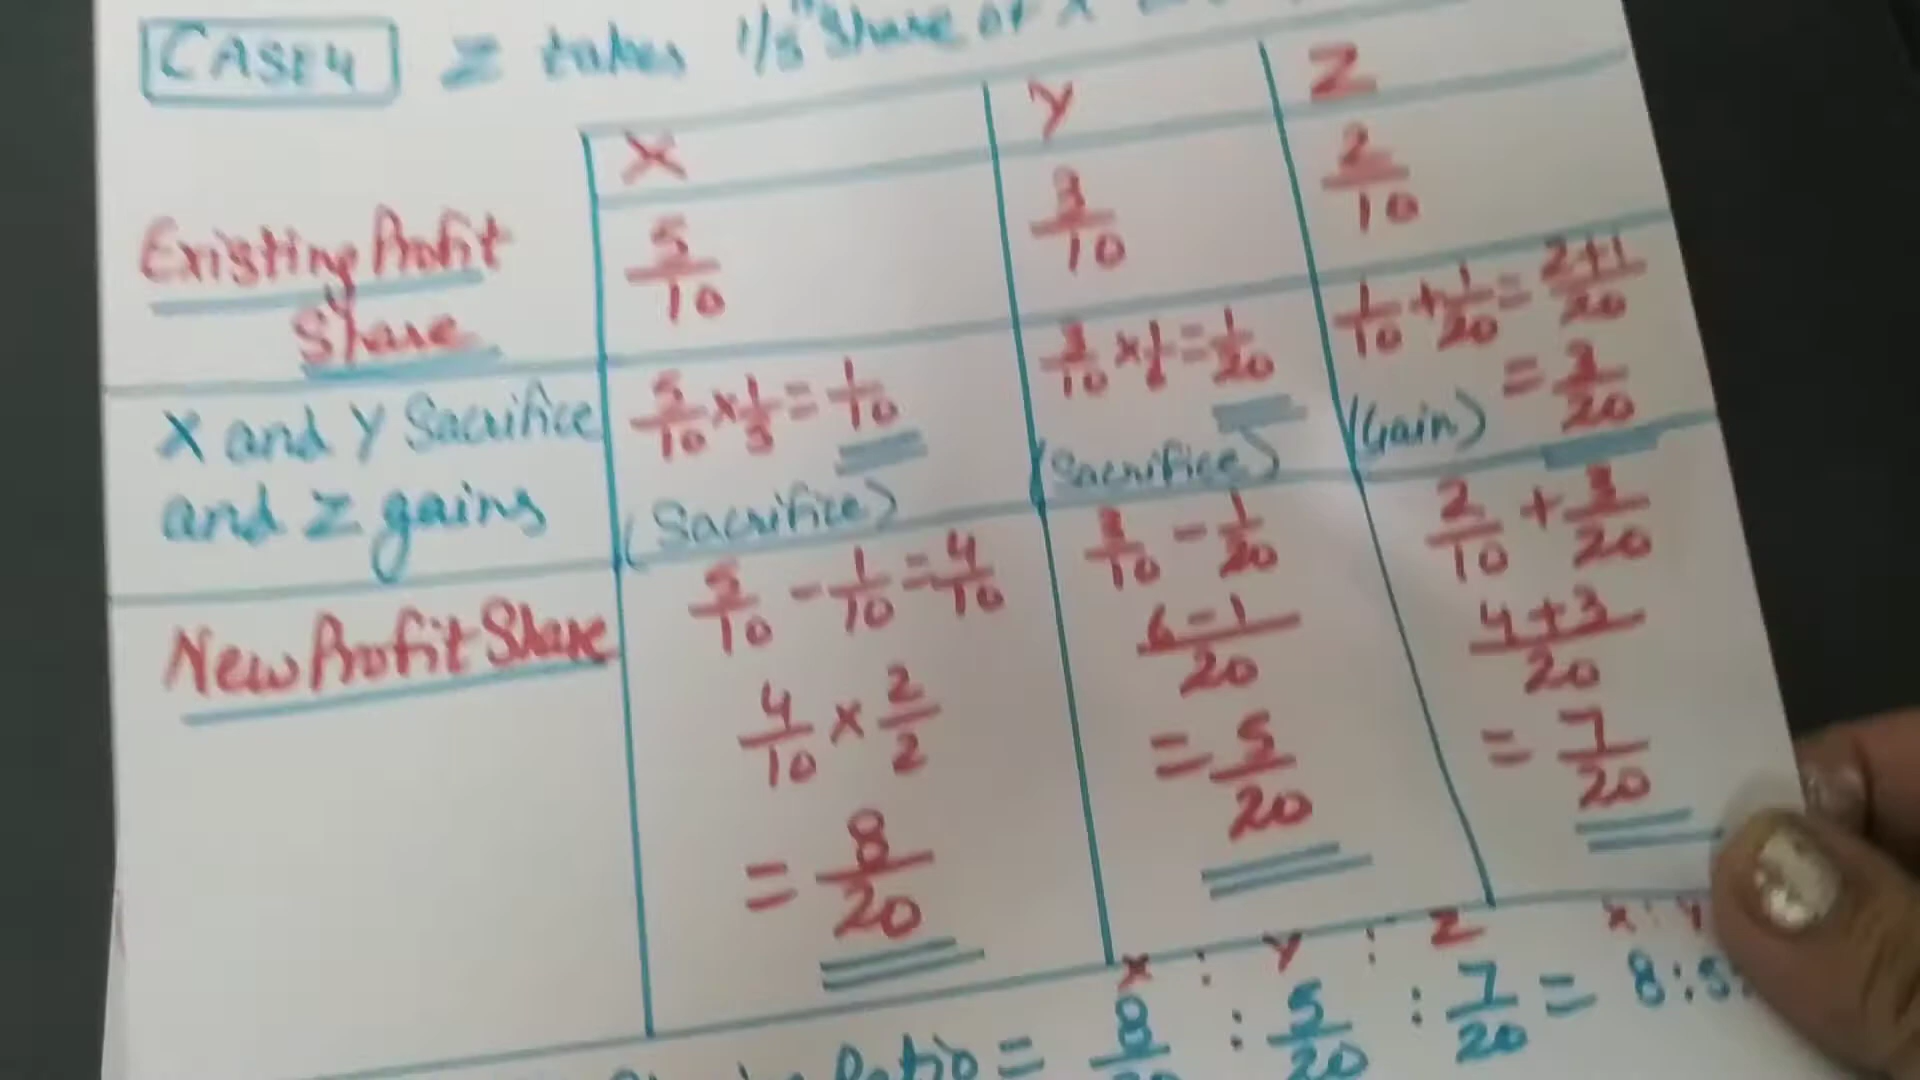 CASE 4 Z takes 1/5th Share of X
X Y Z
Existing Profit Share 5/10 3/10 2/10
X and Y Sacrifice and Z gains 5/10 × 1/5 = 1/10 (Sacrifice) 3/10 × 1/6 = 1/20 (Sacrifice) 1/10 + 1/20 = 2+1/20 = 3/20 (Gain)
New Profit Share 5/10 - 1/10 = 4/10 3/10 - 1/20 2/10 + 3/20
4/10 × 2/2 6-1/20 4+3/20
= 8/20 = 5/20 = 7/20
X : Y : Z X : Y
Ratio = 8/20 : 5/20 : 7/20 = 8:5: